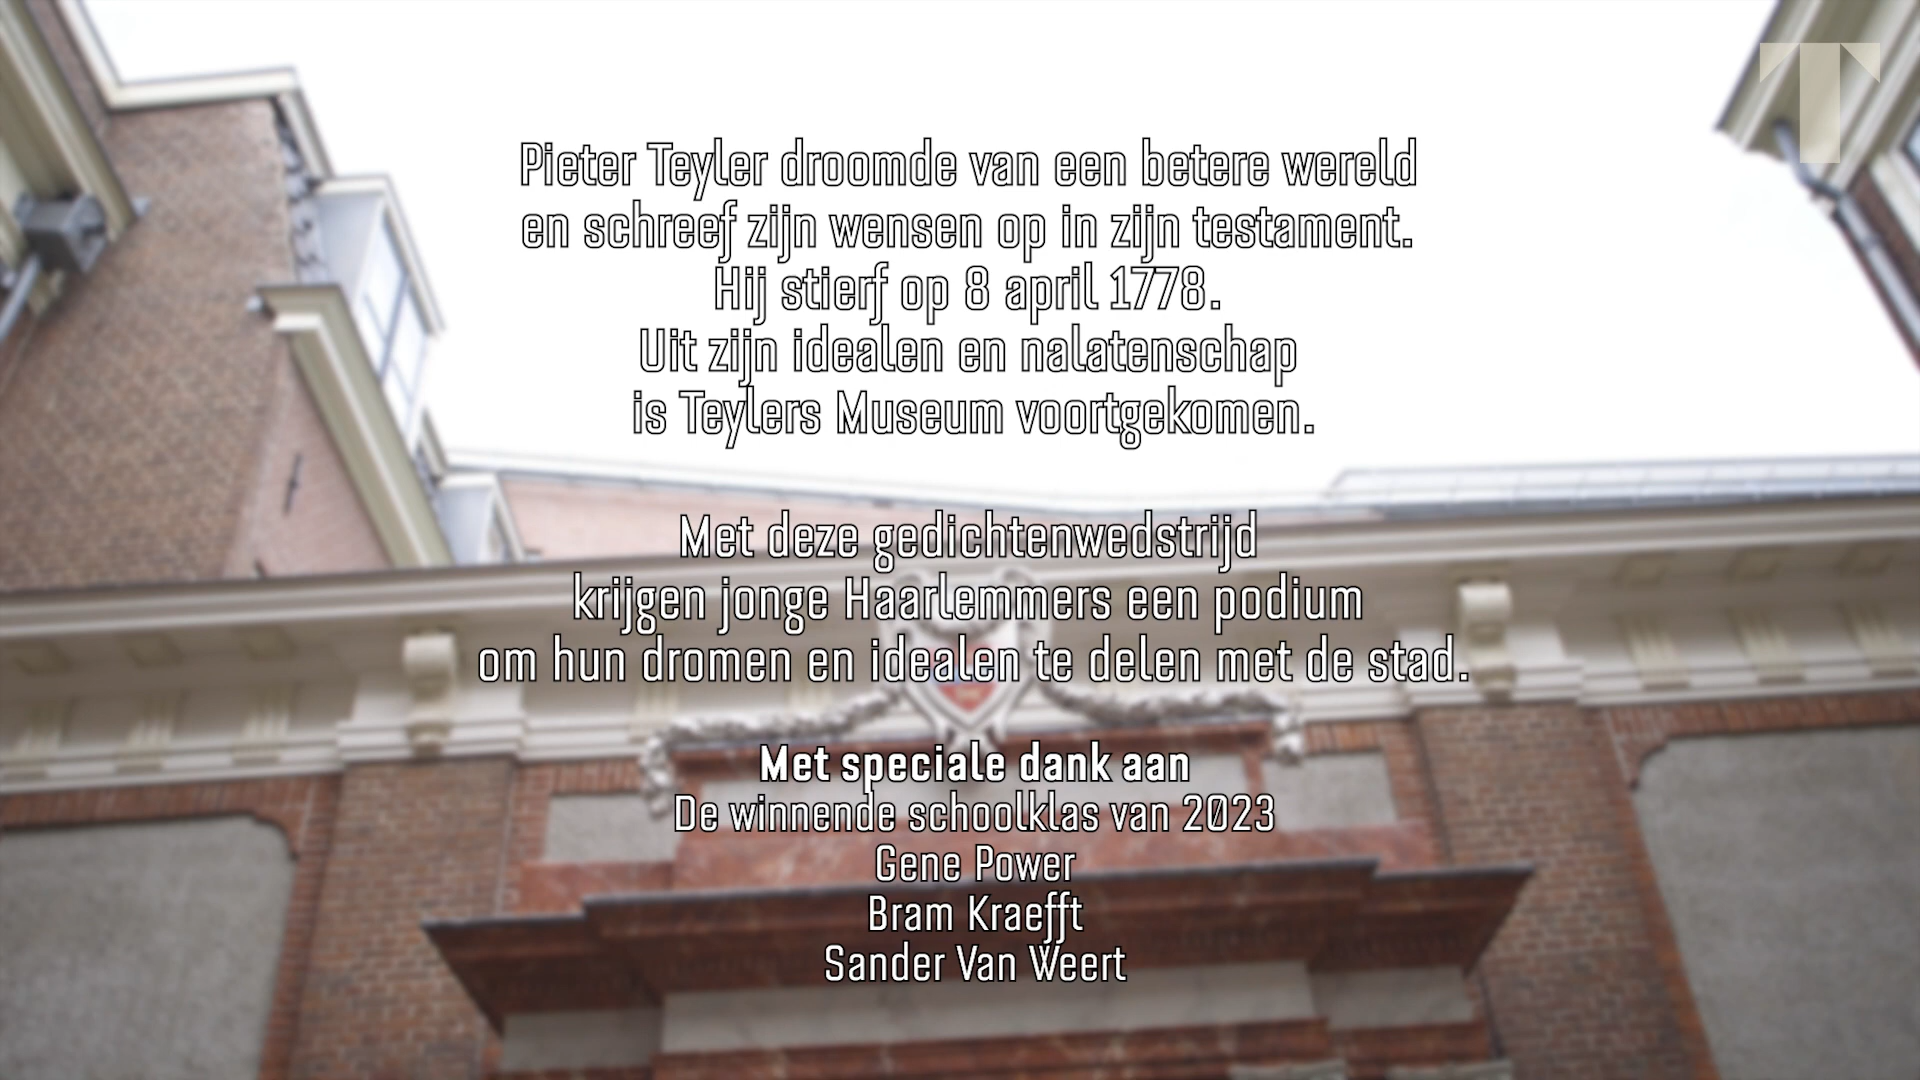 Pieter Teyler droomde van een betere wereld
en schreef zijn wensen op in zijn testament.
Hij stierf op 8 april 1778.
Uit zijn idealen en nalatenschap
is Teylers Museum voortgekomen.
Met deze gedichtenwedstrijd
krijgen jonge Haarlemmers een podium
om hun dromen en idealen te delen met de stad.
Met speciale dank aan
De winnende schoolklas van 2023
Gene Power
Bram Kraefft
Sander Van Weert